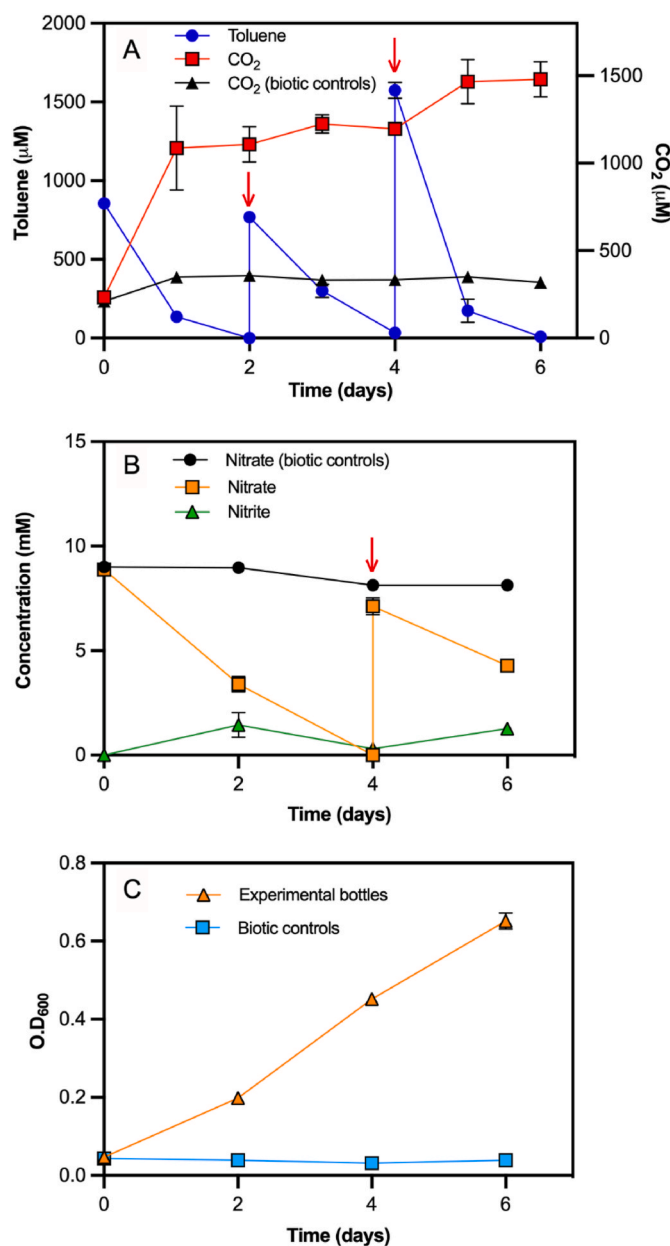 A
Toluene
CO₂
CO₂ (biotic controls)
Toluene (µM)
CO₂ (µM)
2000
1500
1000
500
0
1500
1000
500
0
0 2 4 6
Time (days)
B
Nitrate (biotic controls)
Nitrate
Nitrite
Concentration (mM)
15
10
5
0
0 2 4 6
Time (days)
C
Experimental bottles
Biotic controls
O.D₆₀₀
0.8
0.6
0.4
0.2
0.0
0 2 4 6
Time (days)